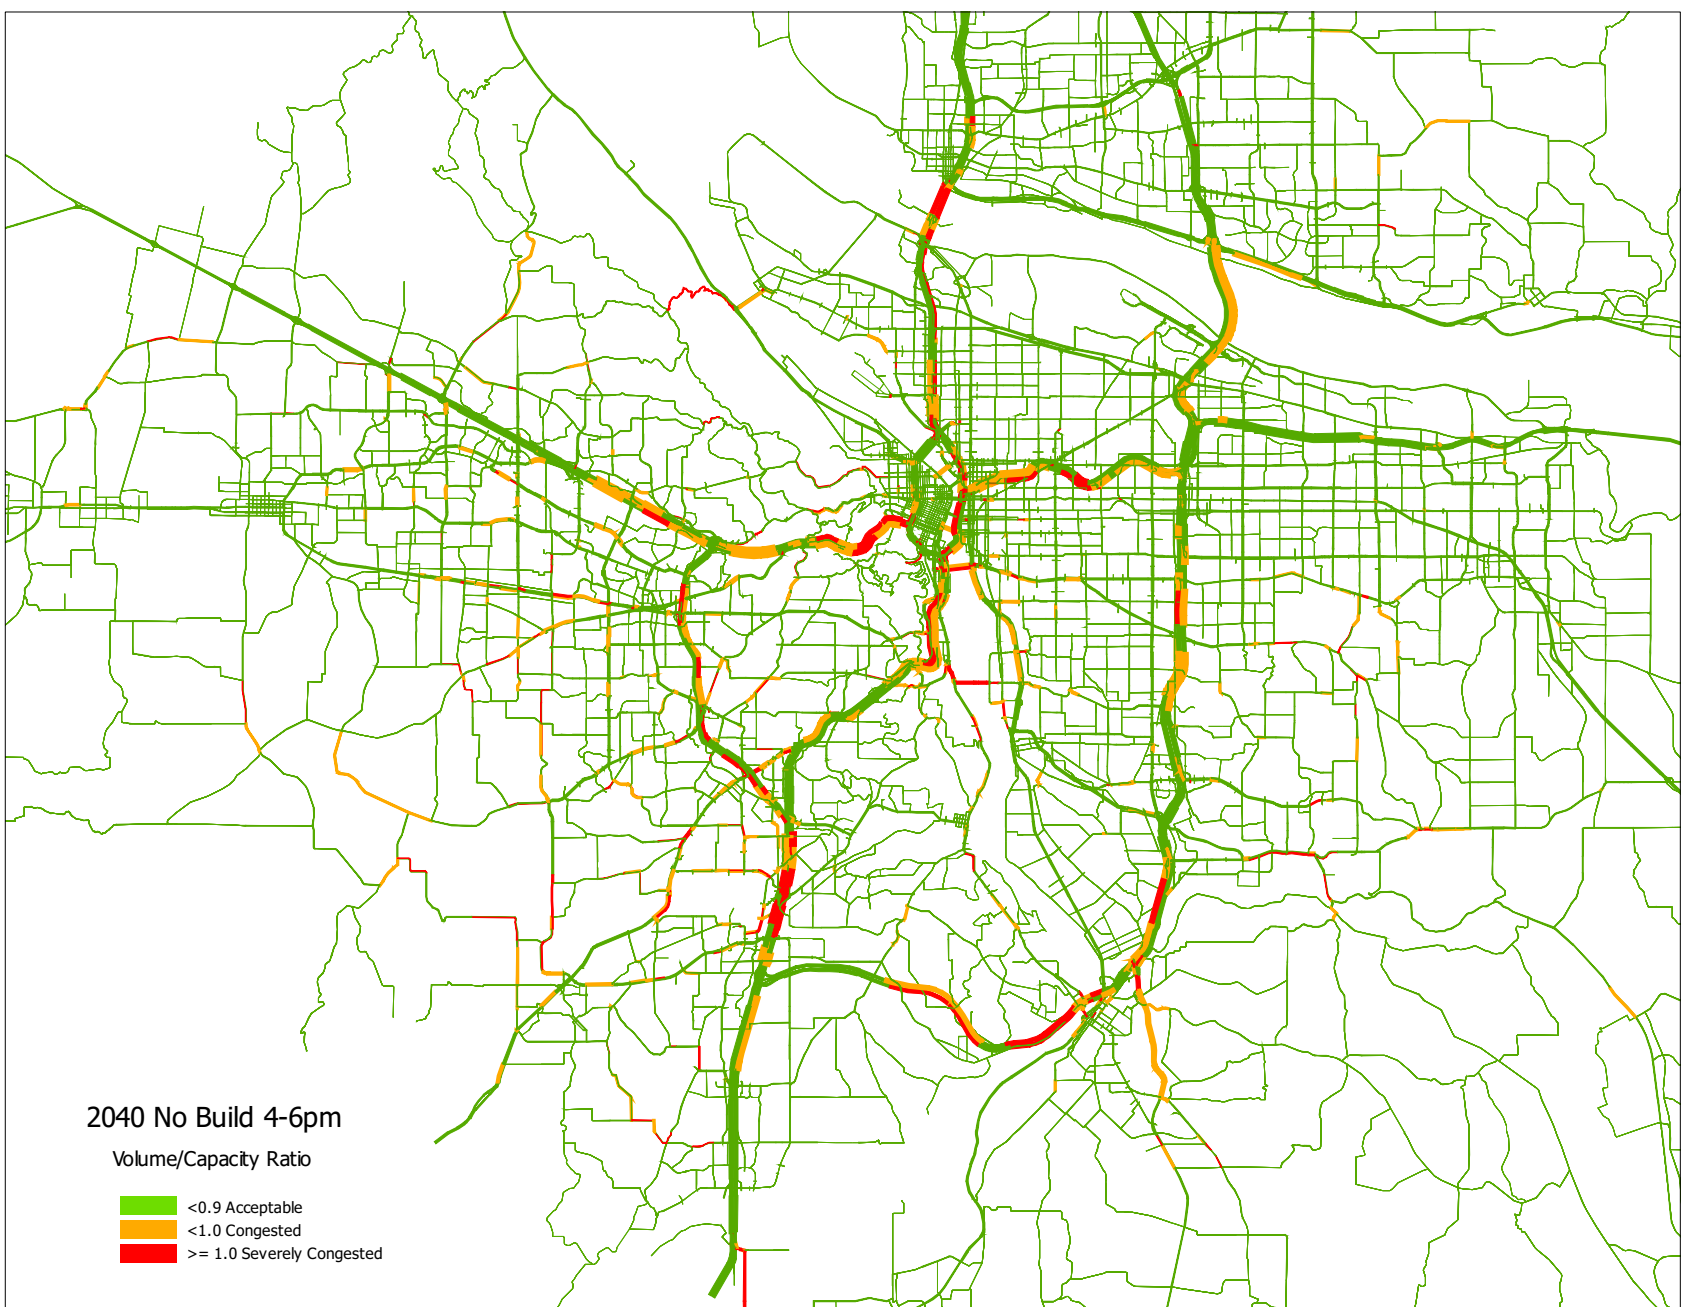 2040 No Build 4-6pm
Volume/Capacity Ratio
<0.9 Acceptable
<1.0 Congested
>= 1.0 Severely Congested